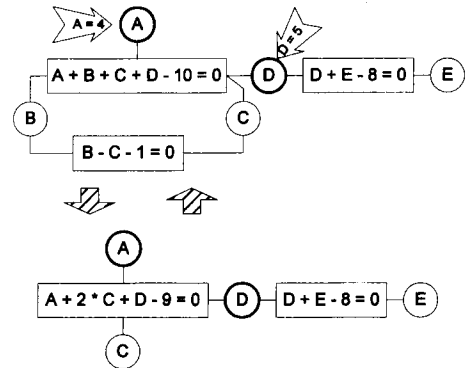 A = 4
A
D = 5
A + B + C + D - 10 = 0
D
D + E - 8 = 0
E
B
C
B - C - 1 = 0
A
A + 2 * C + D - 9 = 0
D
D + E - 8 = 0
E
C